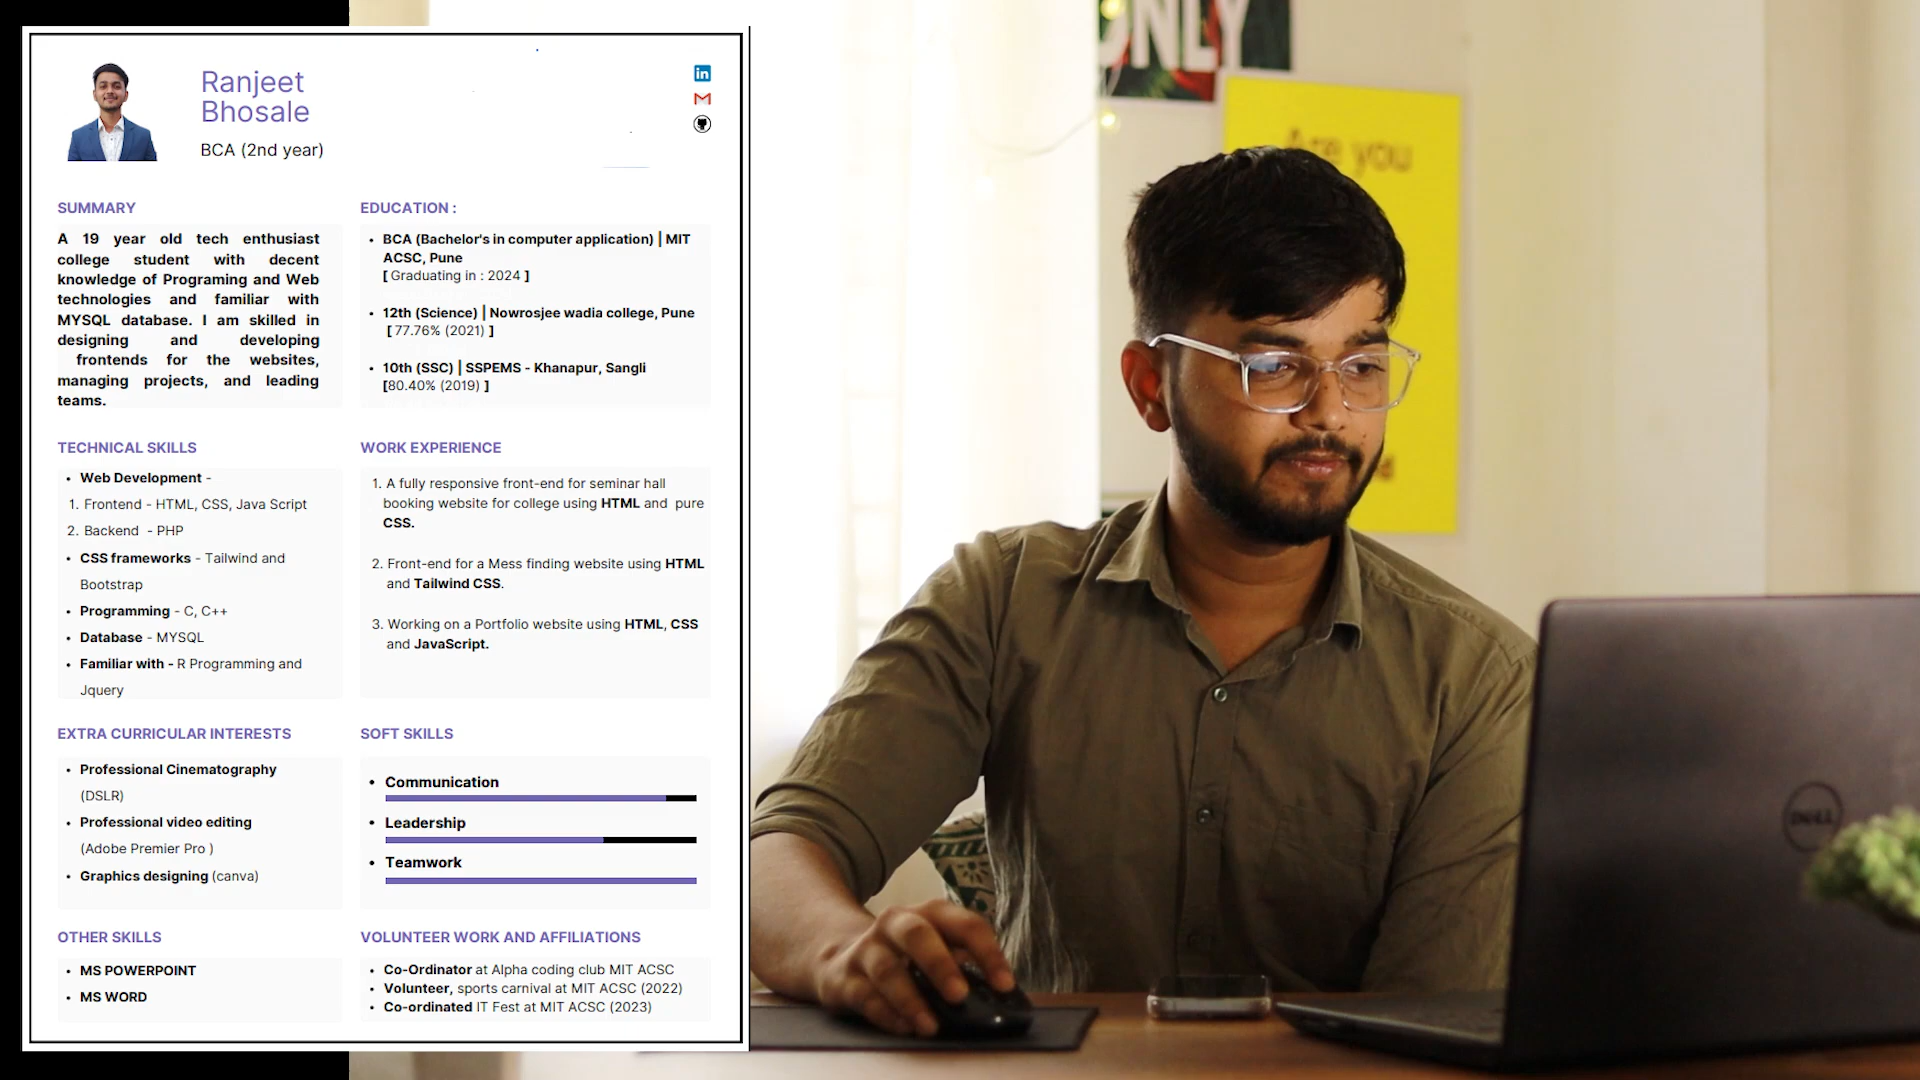 Ranjeet
Bhosale
BCA (2nd year)
in
SUMMARY
A 19 year old tech enthusiast
college student with decent
knowledge of Programing and Web
technologies and familiar with
MYSQL database. I am skilled in
designing and developing
frontends for the websites,
managing projects, and leading
teams.
EDUCATION :
• BCA (Bachelor's in computer application) | MIT
ACSC, Pune
[ Graduating in : 2024 ]
• 12th (Science) | Nowrosjee wadia college, Pune
[ 77.76% (2021) ]
• 10th (SSC) | SSPEMS - Khanapur, Sangli
[80.40% (2019) ]
TECHNICAL SKILLS
• Web Development -
1. Frontend - HTML, CSS, Java Script
2. Backend - PHP
• CSS frameworks - Tailwind and
Bootstrap
• Programming - C, C++
• Database - MYSQL
• Familiar with - R Programming and
Jquery
WORK EXPERIENCE
1. A fully responsive front-end for seminar hall
booking website for college using HTML and pure
CSS.
2. Front-end for a Mess finding website using HTML
and Tailwind CSS.
3. Working on a Portfolio website using HTML, CSS
and JavaScript.
EXTRA CURRICULAR INTERESTS
• Professional Cinematography
(DSLR)
• Professional video editing
(Adobe Premier Pro )
• Graphics designing (canva)
SOFT SKILLS
• Communication
• Leadership
• Teamwork
OTHER SKILLS
• MS POWERPOINT
• MS WORD
VOLUNTEER WORK AND AFFILIATIONS
• Co-Ordinator at Alpha coding club MIT ACSC
• Volunteer, sports carnival at MIT ACSC (2022)
• Co-ordinated IT Fest at MIT ACSC (2023)
ONLY
Are you
DELL